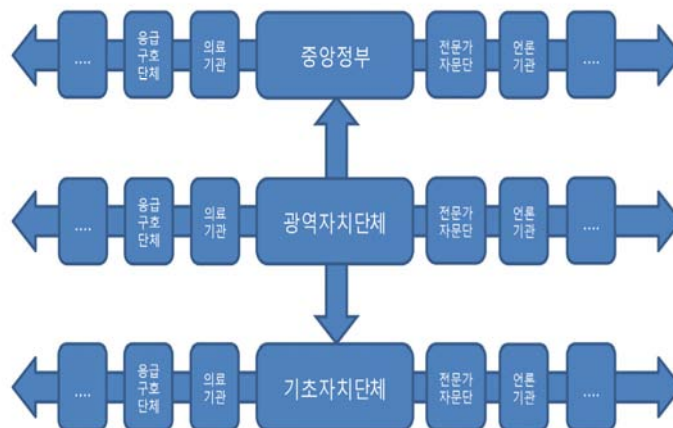 ....
응급
구호
단체
의료
기관
중앙정부
전문가
자문단
언론
기관
....
....
응급
구호
단체
의료
기관
광역자치단체
전문가
자문단
언론
기관
....
....
응급
구호
단체
의료
기관
기초자치단체
전문가
자문단
언론
기관
....